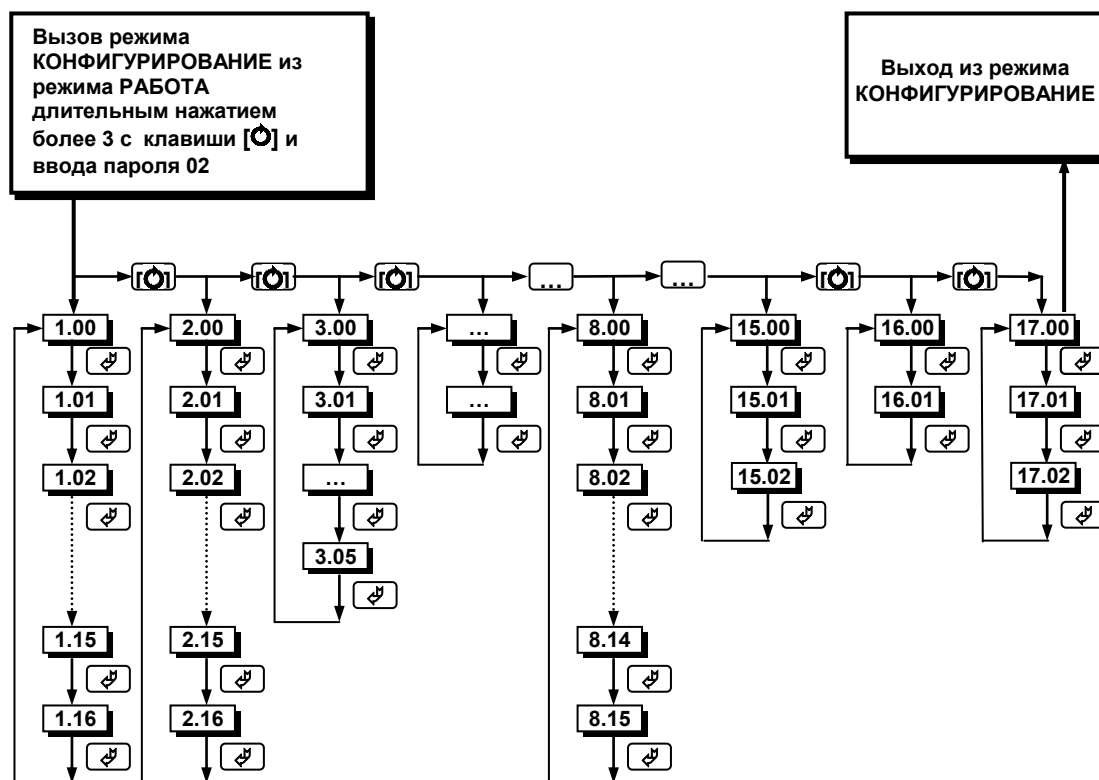 Вызов режима
КОНФИГУРИРОВАНИЕ из
режима РАБОТА
длительным нажатием
более 3 с клавиши [⥁] и
ввода пароля 02
Выход из режима
КОНФИГУРИРОВАНИЕ
[⥁] [⥁] [⥁] ... ... [⥁] [⥁]
1.00 2.00 3.00 ... 8.00 15.00 16.00 17.00
1.01 2.01 3.01 ... 8.01 15.01 16.01 17.01
1.02 2.02 ... 8.02 15.02 17.02
3.05
1.15 2.15 8.14
1.16 2.16 8.15